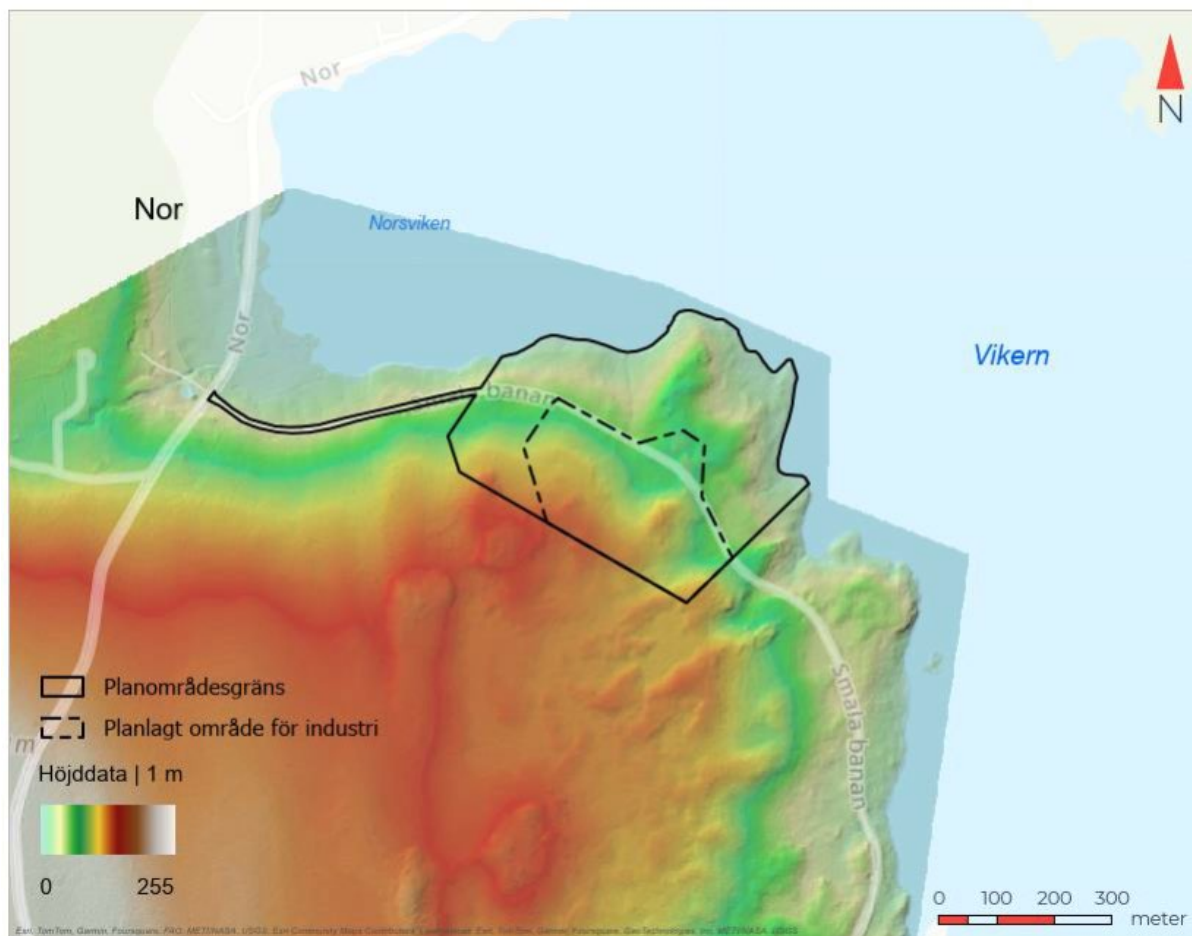 Nor
N
Nor
Norsviken
Nor
Vikern
banan
Smala banan
Planområdesgräns
Planlagt område för industri
m
Höjddata | 1 m
0 255
0 100 200 300
meter